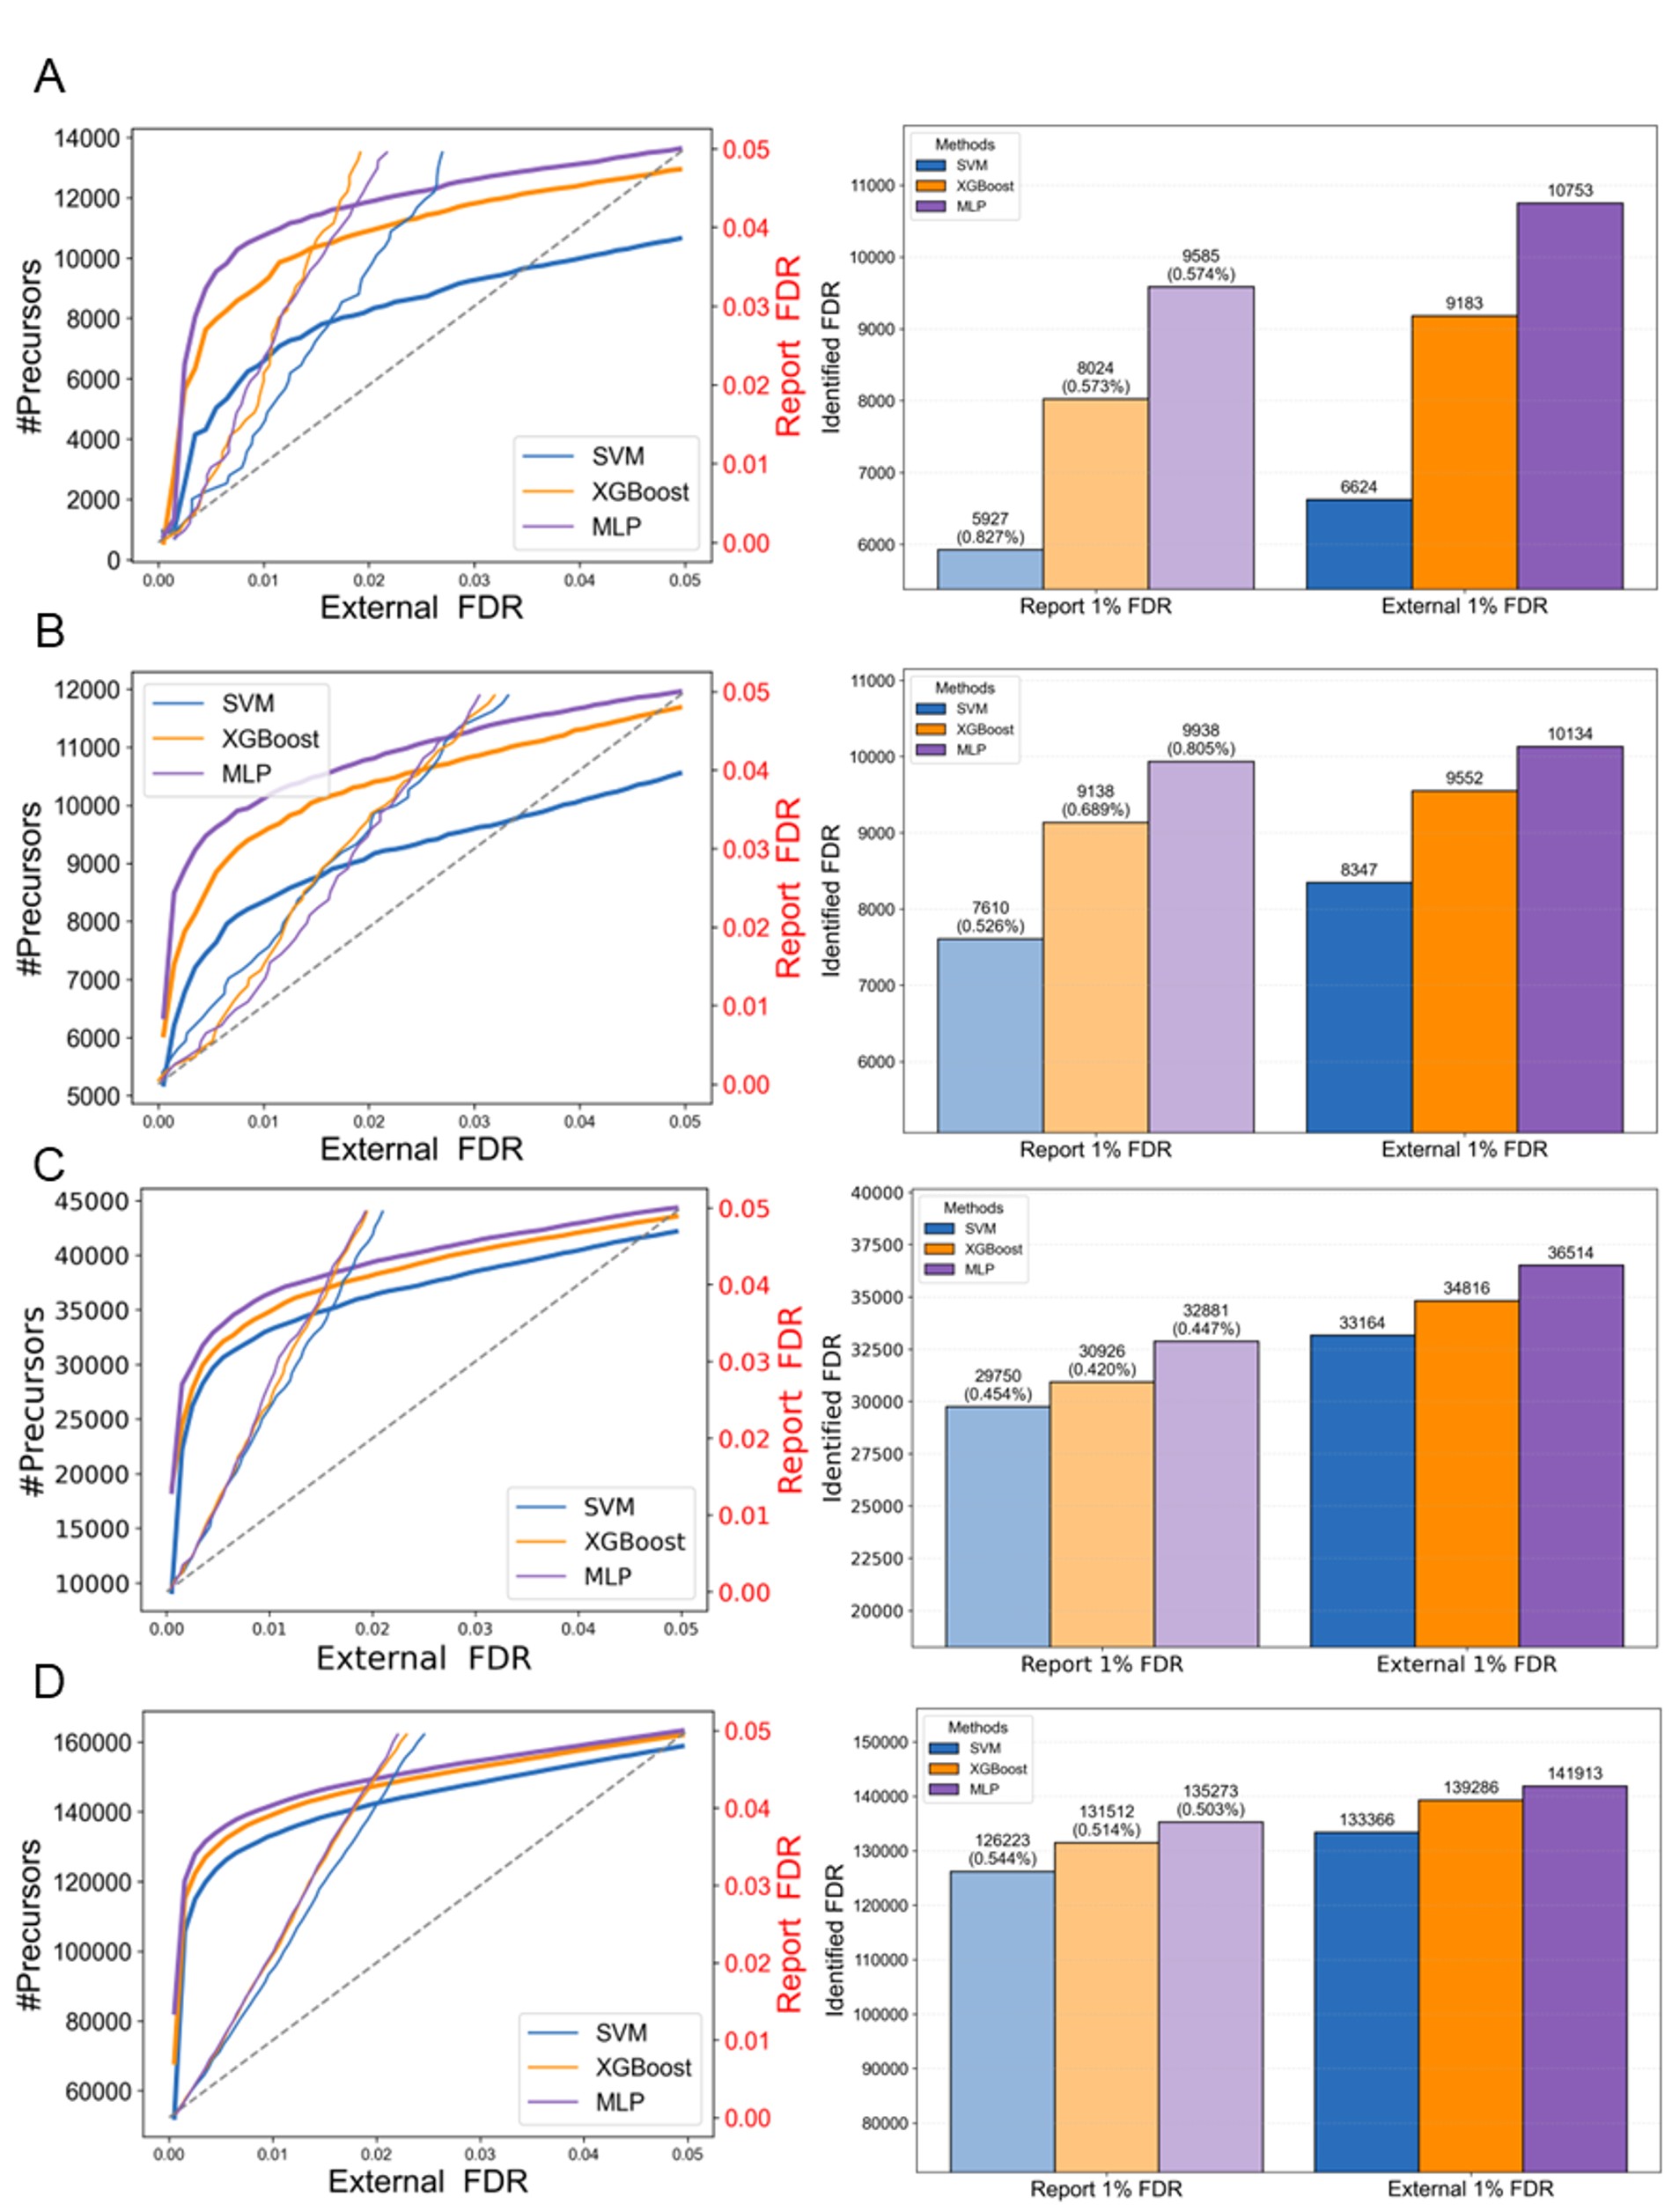 A
14000
12000
10000
8000
6000
4000
2000
0
#Precursors
0.05
0.04
0.03
0.02
0.01
0.00
Report FDR
SVM
XGBoost
MLP
0.00 0.01 0.02 0.03 0.04 0.05
External FDR
Methods
SVM
XGBoost
MLP
11000
10000
9000
8000
7000
6000
Identified FDR
5927
(0.827%)
8024
(0.573%)
9585
(0.574%)
6624
9183
10753
Report 1% FDR
External 1% FDR
B
12000
11000
10000
9000
8000
7000
6000
5000
#Precursors
0.05
0.04
0.03
0.02
0.01
0.00
Report FDR
SVM
XGBoost
MLP
0.00 0.01 0.02 0.03 0.04 0.05
External FDR
Methods
SVM
XGBoost
MLP
11000
10000
9000
8000
7000
6000
Identified FDR
7610
(0.526%)
9138
(0.689%)
9938
(0.805%)
8347
9552
10134
Report 1% FDR
External 1% FDR
C
45000
40000
35000
30000
25000
20000
15000
10000
#Precursors
0.05
0.04
0.03
0.02
0.01
0.00
Report FDR
SVM
XGBoost
MLP
0.00 0.01 0.02 0.03 0.04 0.05
External FDR
Methods
SVM
XGBoost
MLP
40000
37500
35000
32500
30000
27500
25000
22500
20000
Identified FDR
29750
(0.454%)
30926
(0.420%)
32881
(0.447%)
33164
34816
36514
Report 1% FDR
External 1% FDR
D
160000
140000
120000
100000
80000
60000
#Precursors
0.05
0.04
0.03
0.02
0.01
0.00
Report FDR
SVM
XGBoost
MLP
0.00 0.01 0.02 0.03 0.04 0.05
External FDR
Methods
SVM
XGBoost
MLP
150000
140000
130000
120000
110000
100000
90000
80000
Identified FDR
126223
(0.544%)
131512
(0.514%)
135273
(0.503%)
133366
139286
141913
Report 1% FDR
External 1% FDR